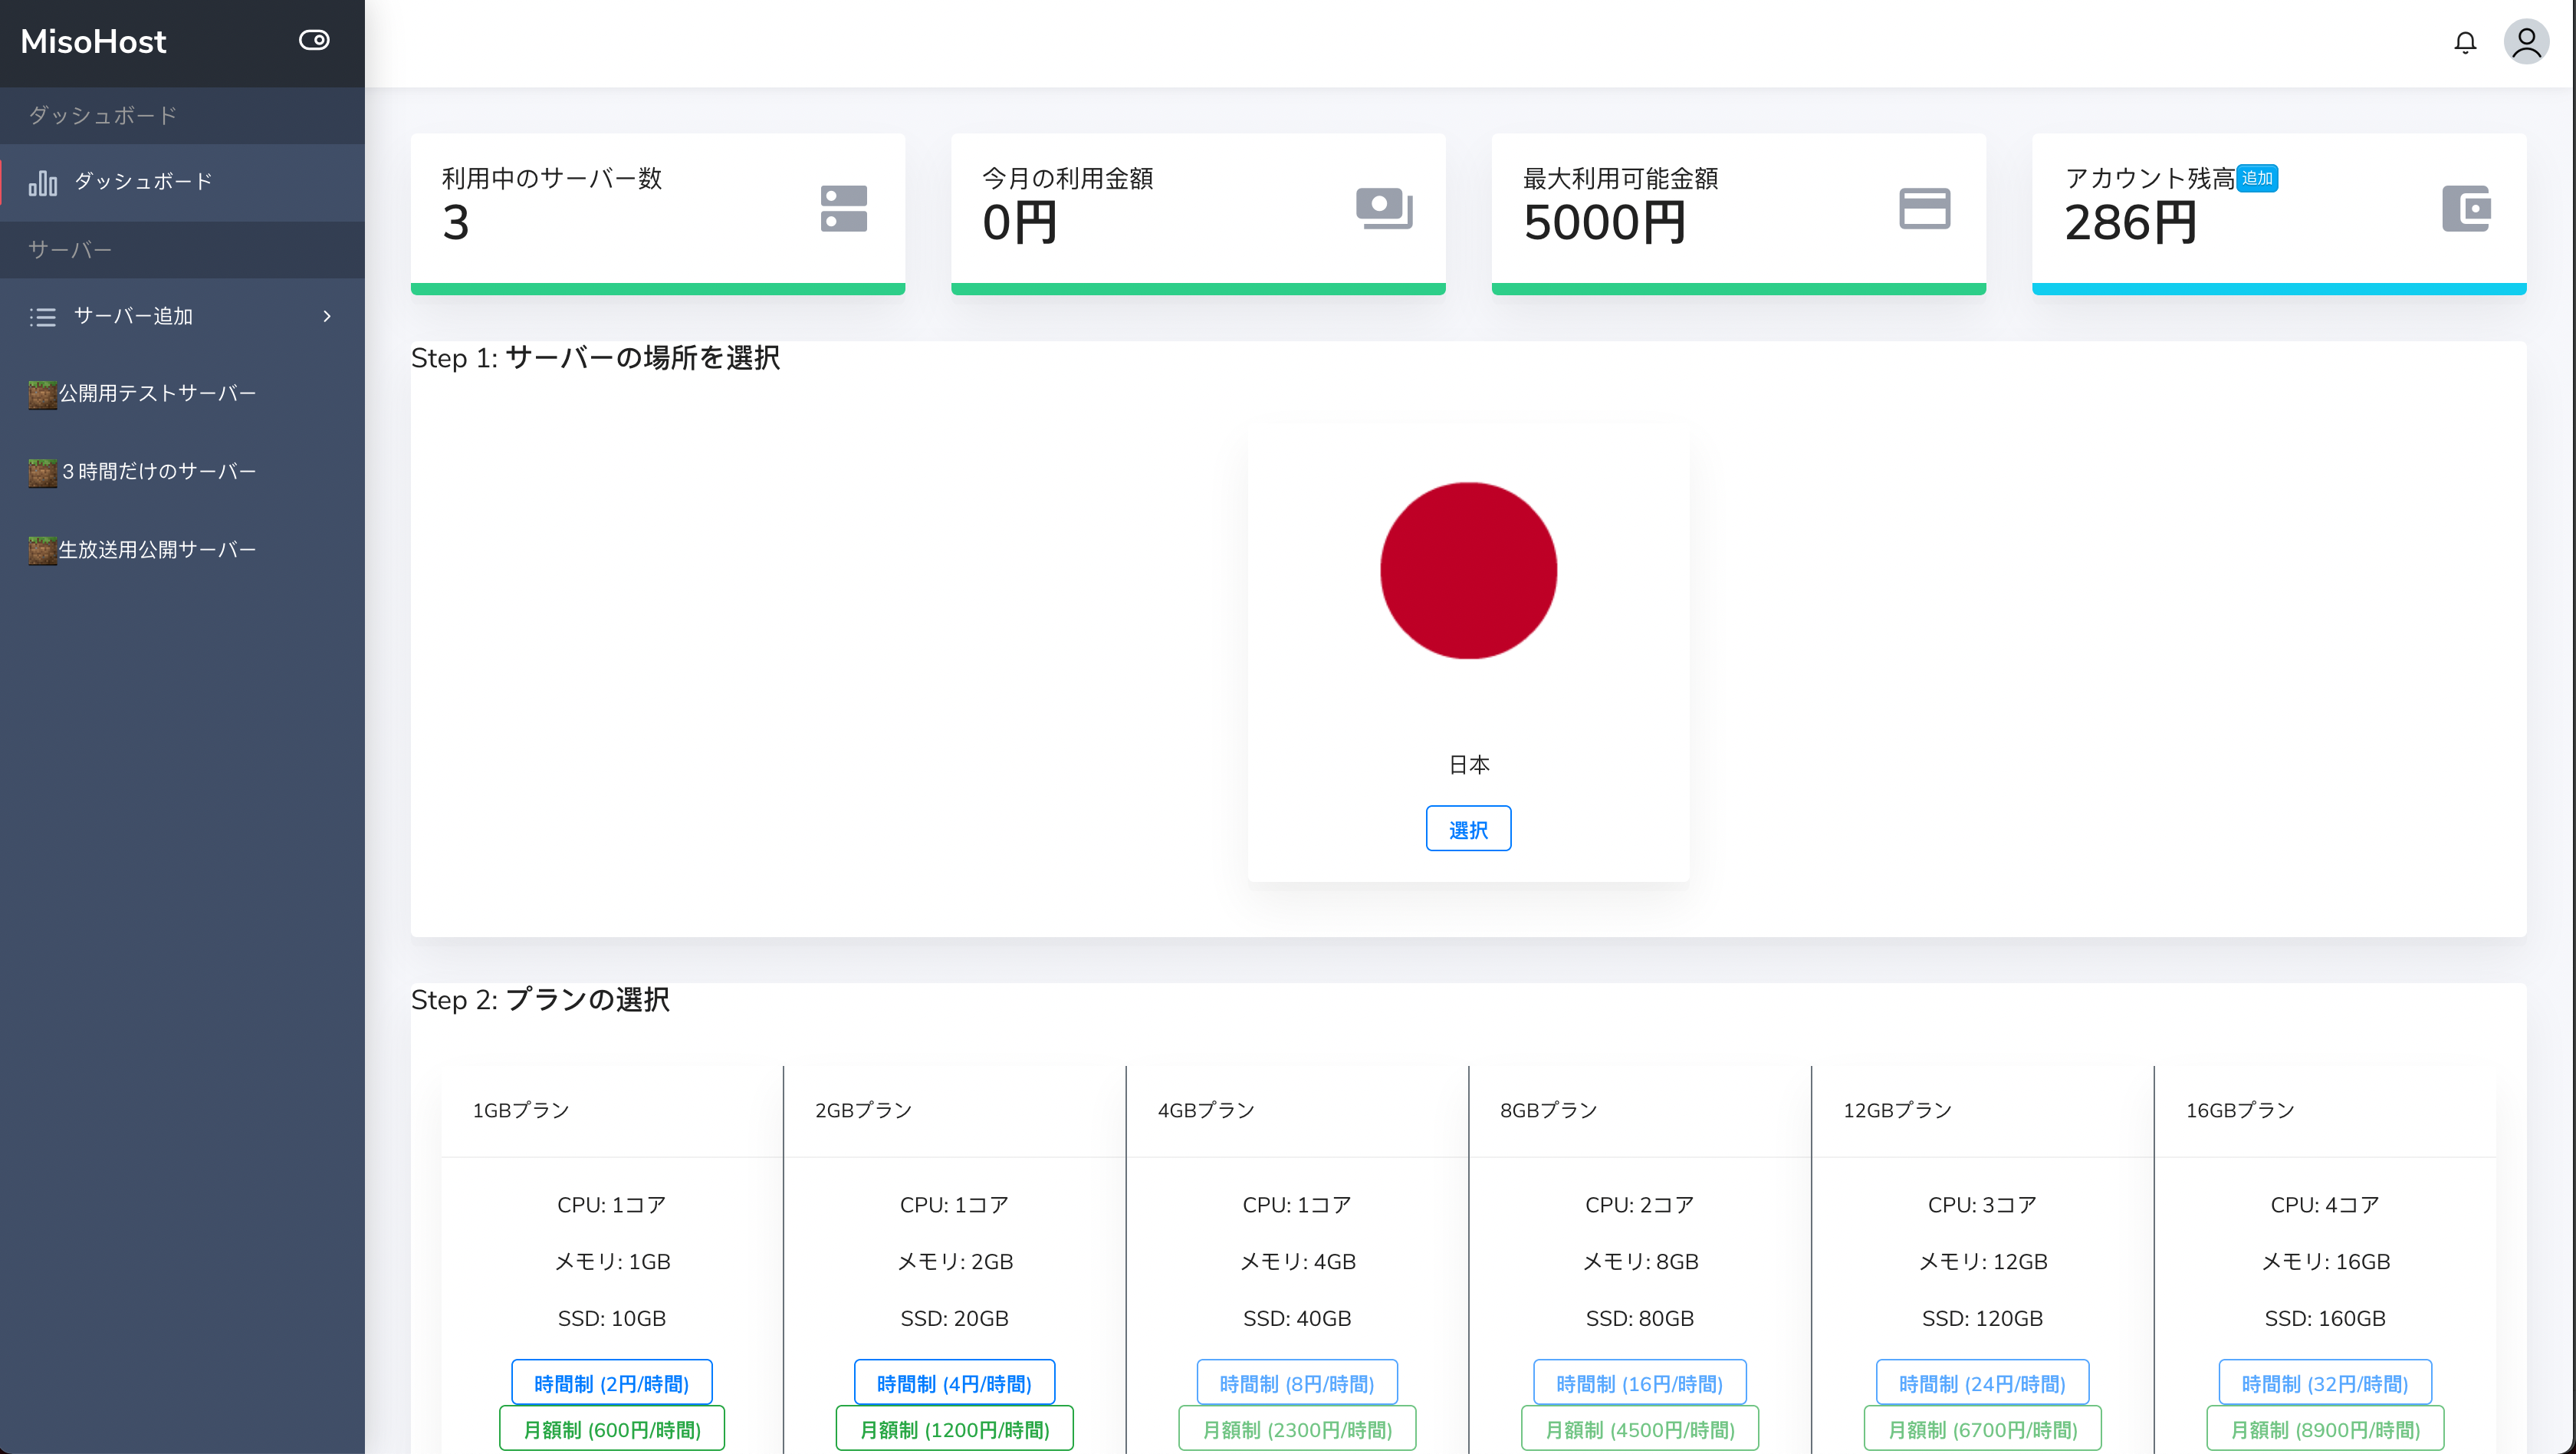 MisoHost
ダッシュボード
ダッシュボード
サーバー
サーバー追加
公開用テストサーバー
3時間だけのサーバー
生放送用公開サーバー
利用中のサーバー数
3
今月の利用金額
0円
最大利用可能金額
5000円
アカウント残高 追加
286円
Step 1: サーバーの場所を選択
日本
選択
Step 2: プランの選択
1GBプラン
CPU: 1コア
メモリ: 1GB
SSD: 10GB
時間制 (2円/時間)
月額制 (600円/時間)
2GBプラン
CPU: 1コア
メモリ: 2GB
SSD: 20GB
時間制 (4円/時間)
月額制 (1200円/時間)
4GBプラン
CPU: 1コア
メモリ: 4GB
SSD: 40GB
時間制 (8円/時間)
月額制 (2300円/時間)
8GBプラン
CPU: 2コア
メモリ: 8GB
SSD: 80GB
時間制 (16円/時間)
月額制 (4500円/時間)
12GBプラン
CPU: 3コア
メモリ: 12GB
SSD: 120GB
時間制 (24円/時間)
月額制 (6700円/時間)
16GBプラン
CPU: 4コア
メモリ: 16GB
SSD: 160GB
時間制 (32円/時間)
月額制 (8900円/時間)